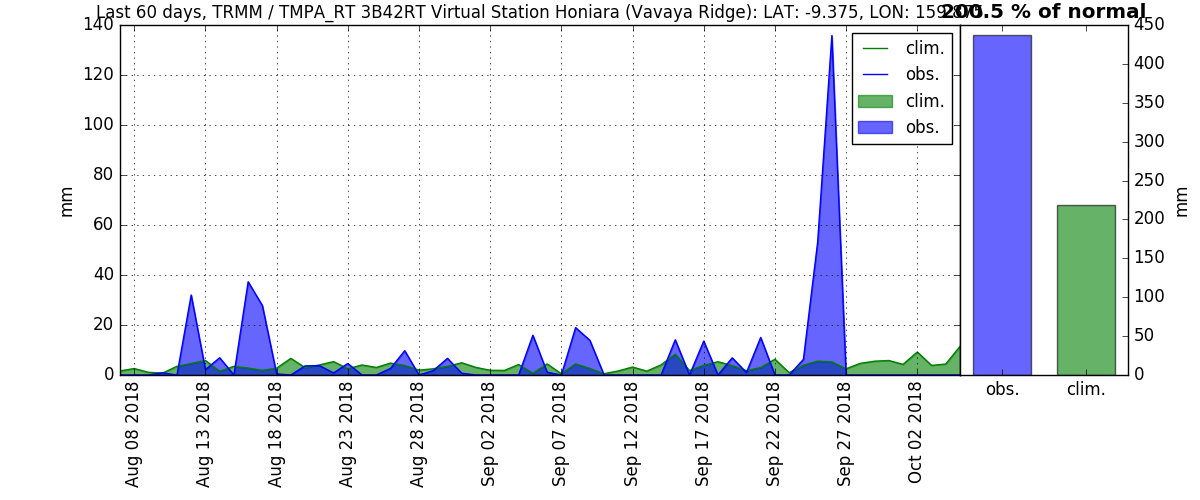 Last 60 days, TRMM / TMPA_RT 3B42RT Virtual Station Honiara (Vavaya Ridge): LAT: -9.375, LON:
200.5 % of normal
140
120
100
80
60
40
20
0
mm
clim.
obs.
clim.
obs.
Aug 08 2018
Aug 13 2018
Aug 18 2018
Aug 23 2018
Aug 28 2018
Sep 02 2018
Sep 07 2018
Sep 12 2018
Sep 17 2018
Sep 22 2018
Sep 27 2018
Oct 02 2018
450
400
350
300
250
200
150
100
50
0
mm
obs.
clim.